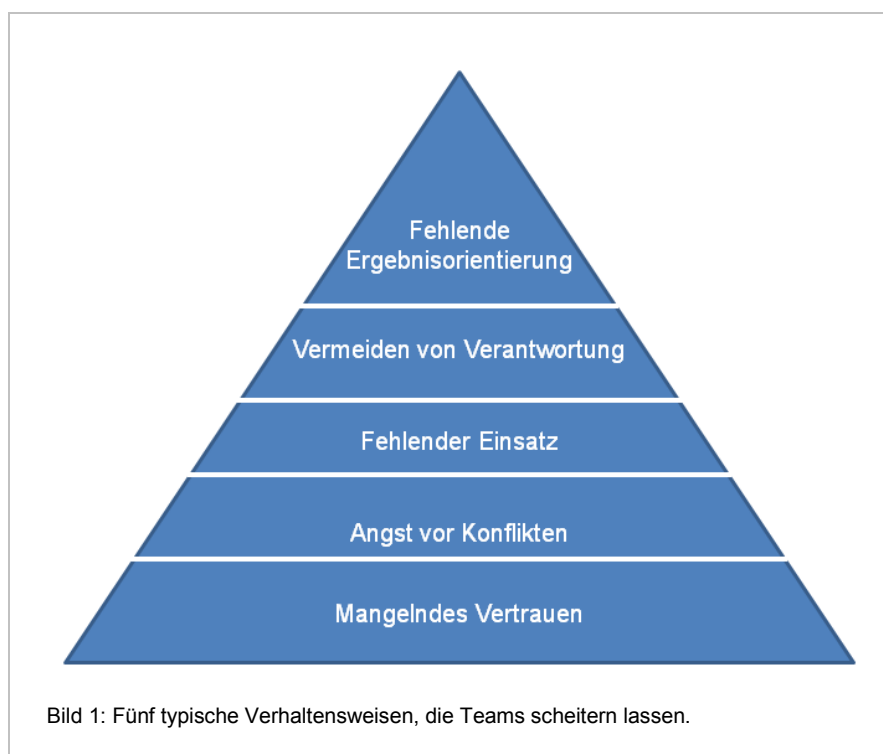 Fehlende
Ergebnisorientierung
Vermeiden von Verantwortung
Fehlender Einsatz
Angst vor Konflikten
Mangelndes Vertrauen
Bild 1: Fünf typische Verhaltensweisen, die Teams scheitern lassen.